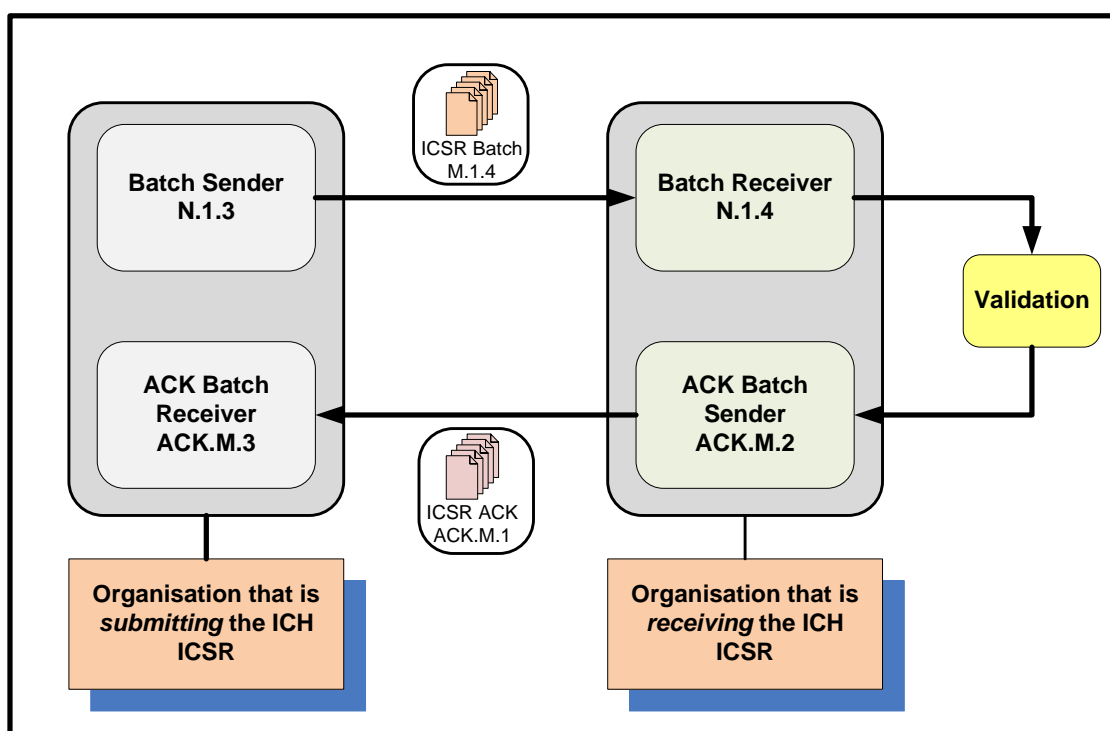 ICSR Batch
M.1.4
Batch Sender
N.1.3
Batch Receiver
N.1.4
Validation
ACK Batch
Receiver
ACK.M.3
ACK Batch
Sender
ACK.M.2
ICSR ACK
ACK.M.1
Organisation that is
submitting the ICH
ICSR
Organisation that is
receiving the ICH
ICSR